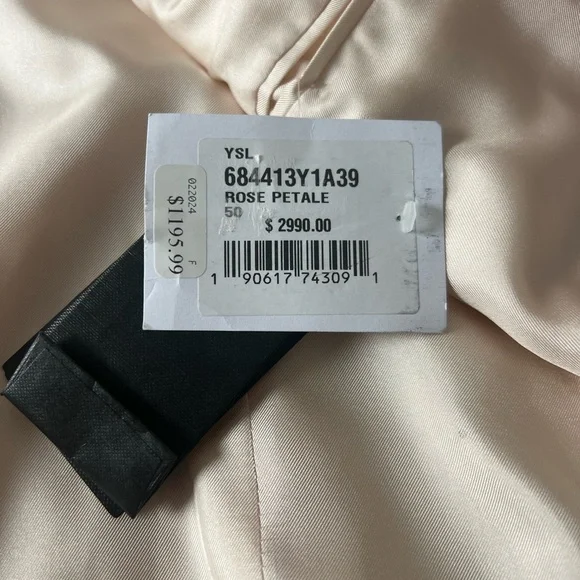 YSL
684413Y1A39
ROSE PETALE
50
$ 2990.00
1 90617 74309 1
022024 F
$1195.99